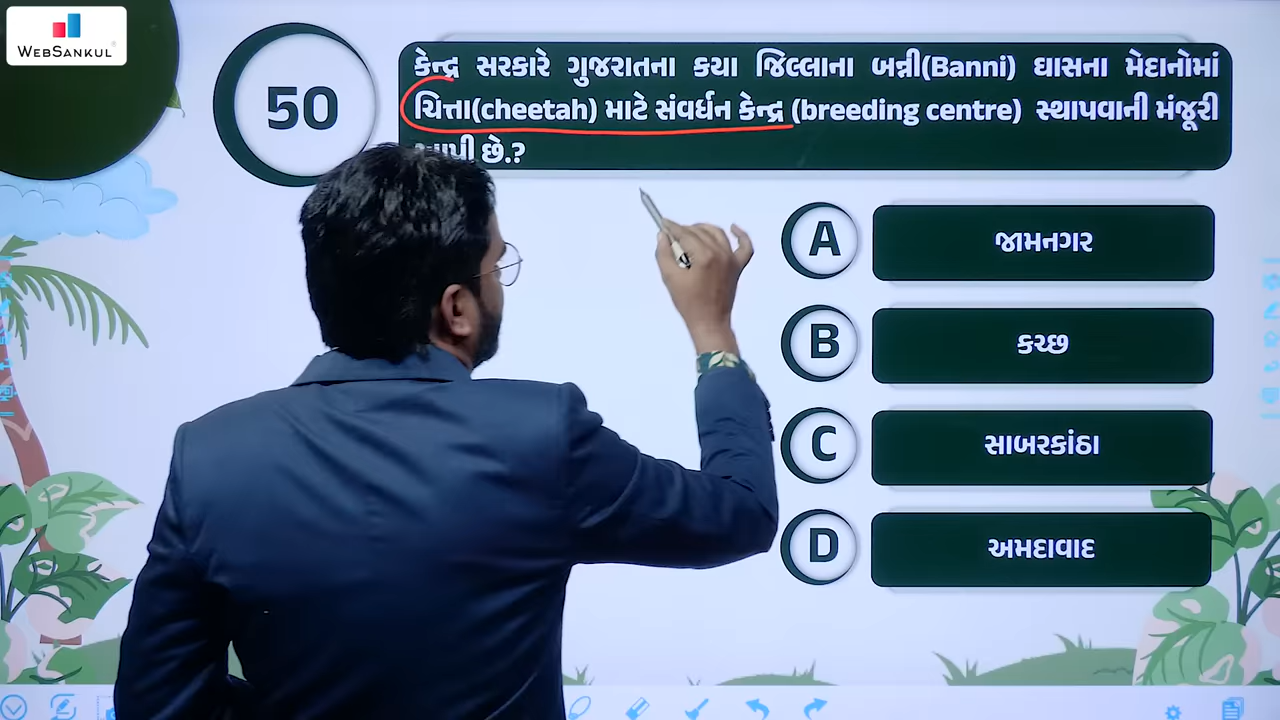 WEBSANKUL
50
કેન્દ્ર સરકારે ગુજરાતના કયા જિલ્લાના બન્ની(Banni) ઘાસના મેદાનોમાં
ચિત્તા(cheetah) માટે સંવર્ધન કેન્દ્ર (breeding centre) સ્થાપવાની મંજૂરી
છે.?
A જામનગર
B કચ્છ
C સાબરકાંઠા
D અમદાવાદ